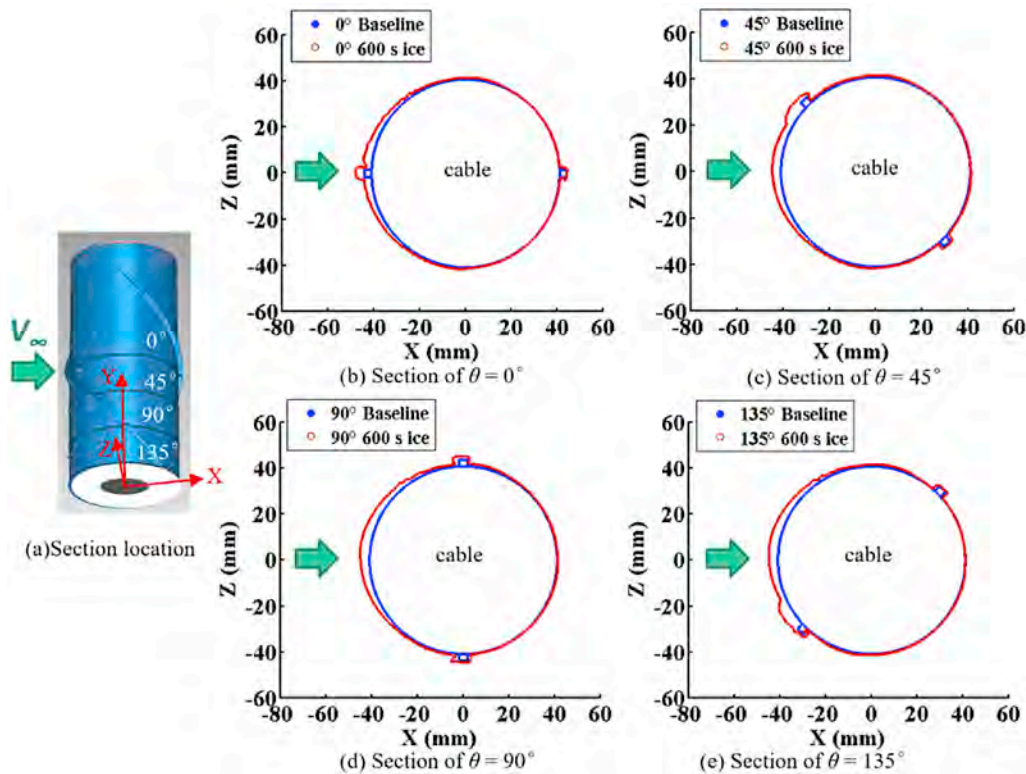 V∞
0°
45°
90°
135°
Y
Z
X
(a)Section location
0° Baseline
0° 600 s ice
60
40
20
0
-20
-40
-60
Z (mm)
cable
-80 -60 -40 -20 0 20 40 60
X (mm)
(b) Section of θ = 0°
45° Baseline
45° 600 s ice
60
40
20
0
-20
-40
-60
Z (mm)
cable
-80 -60 -40 -20 0 20 40 60
X (mm)
(c) Section of θ = 45°
90° Baseline
90° 600 s ice
60
40
20
0
-20
-40
-60
Z (mm)
cable
-80 -60 -40 -20 0 20 40 60
X (mm)
(d) Section of θ = 90°
135° Baseline
135° 600 s ice
60
40
20
0
-20
-40
-60
Z (mm)
cable
-80 -60 -40 -20 0 20 40 60
X (mm)
(e) Section of θ = 135°